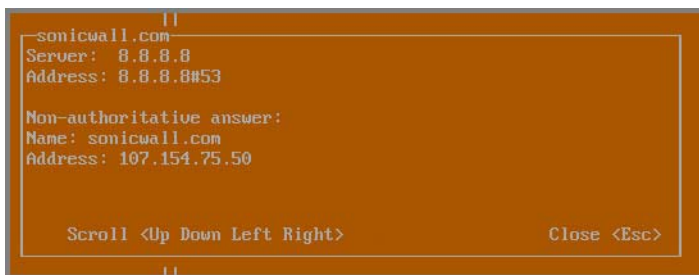 sonicwall.com
Server: 8.8.8.8
Address: 8.8.8.8#53
Non-authoritative answer:
Name: sonicwall.com
Address: 107.154.75.50
Scroll <Up Down Left Right> Close <Esc>